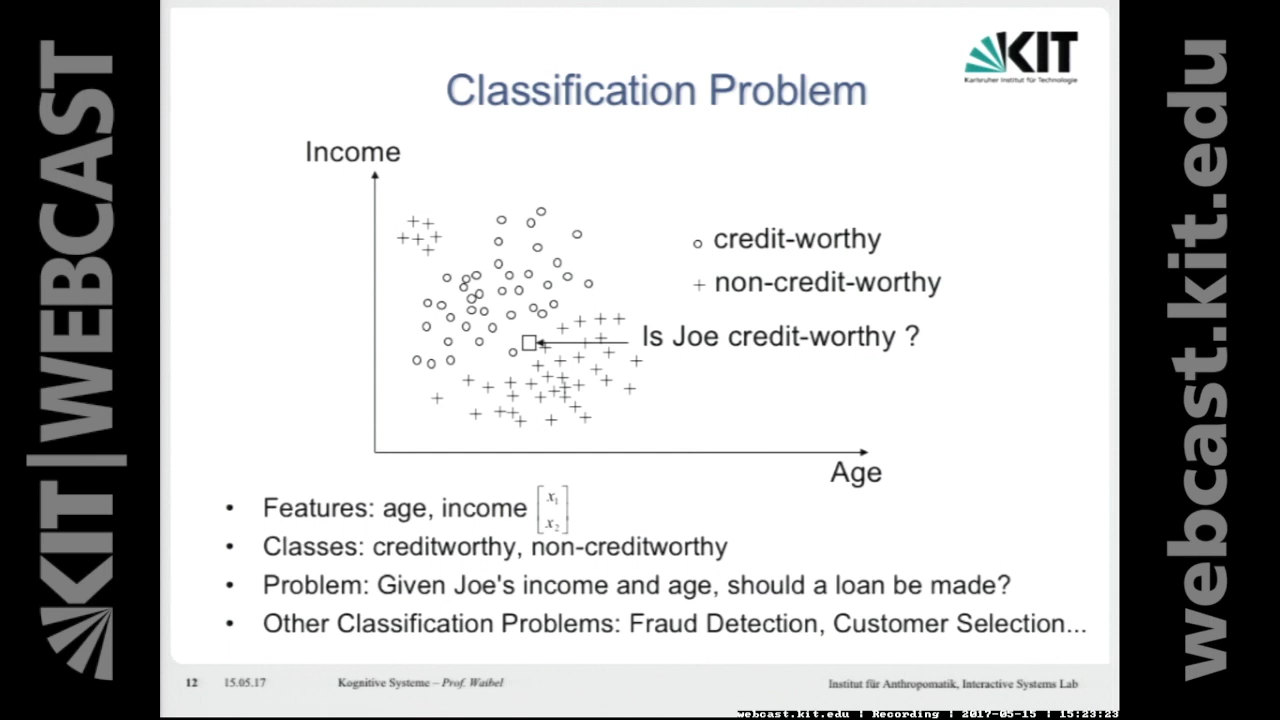 KIT|WEBCAST
KIT
Karlsruher Institut für Technologie
Classification Problem
Income
o credit-worthy
+ non-credit-worthy
Is Joe credit-worthy ?
Age
• Features: age, income [x₁ x₂]
• Classes: creditworthy, non-creditworthy
• Problem: Given Joe's income and age, should a loan be made?
• Other Classification Problems: Fraud Detection, Customer Selection...
12 15.05.17 Kognitive Systeme – Prof. Waibel Institut für Anthropomatik, Interactive Systems Lab
webcast.kit.edu | Recording | 2017-05-15 | 15:23:23
webcast.kit.edu